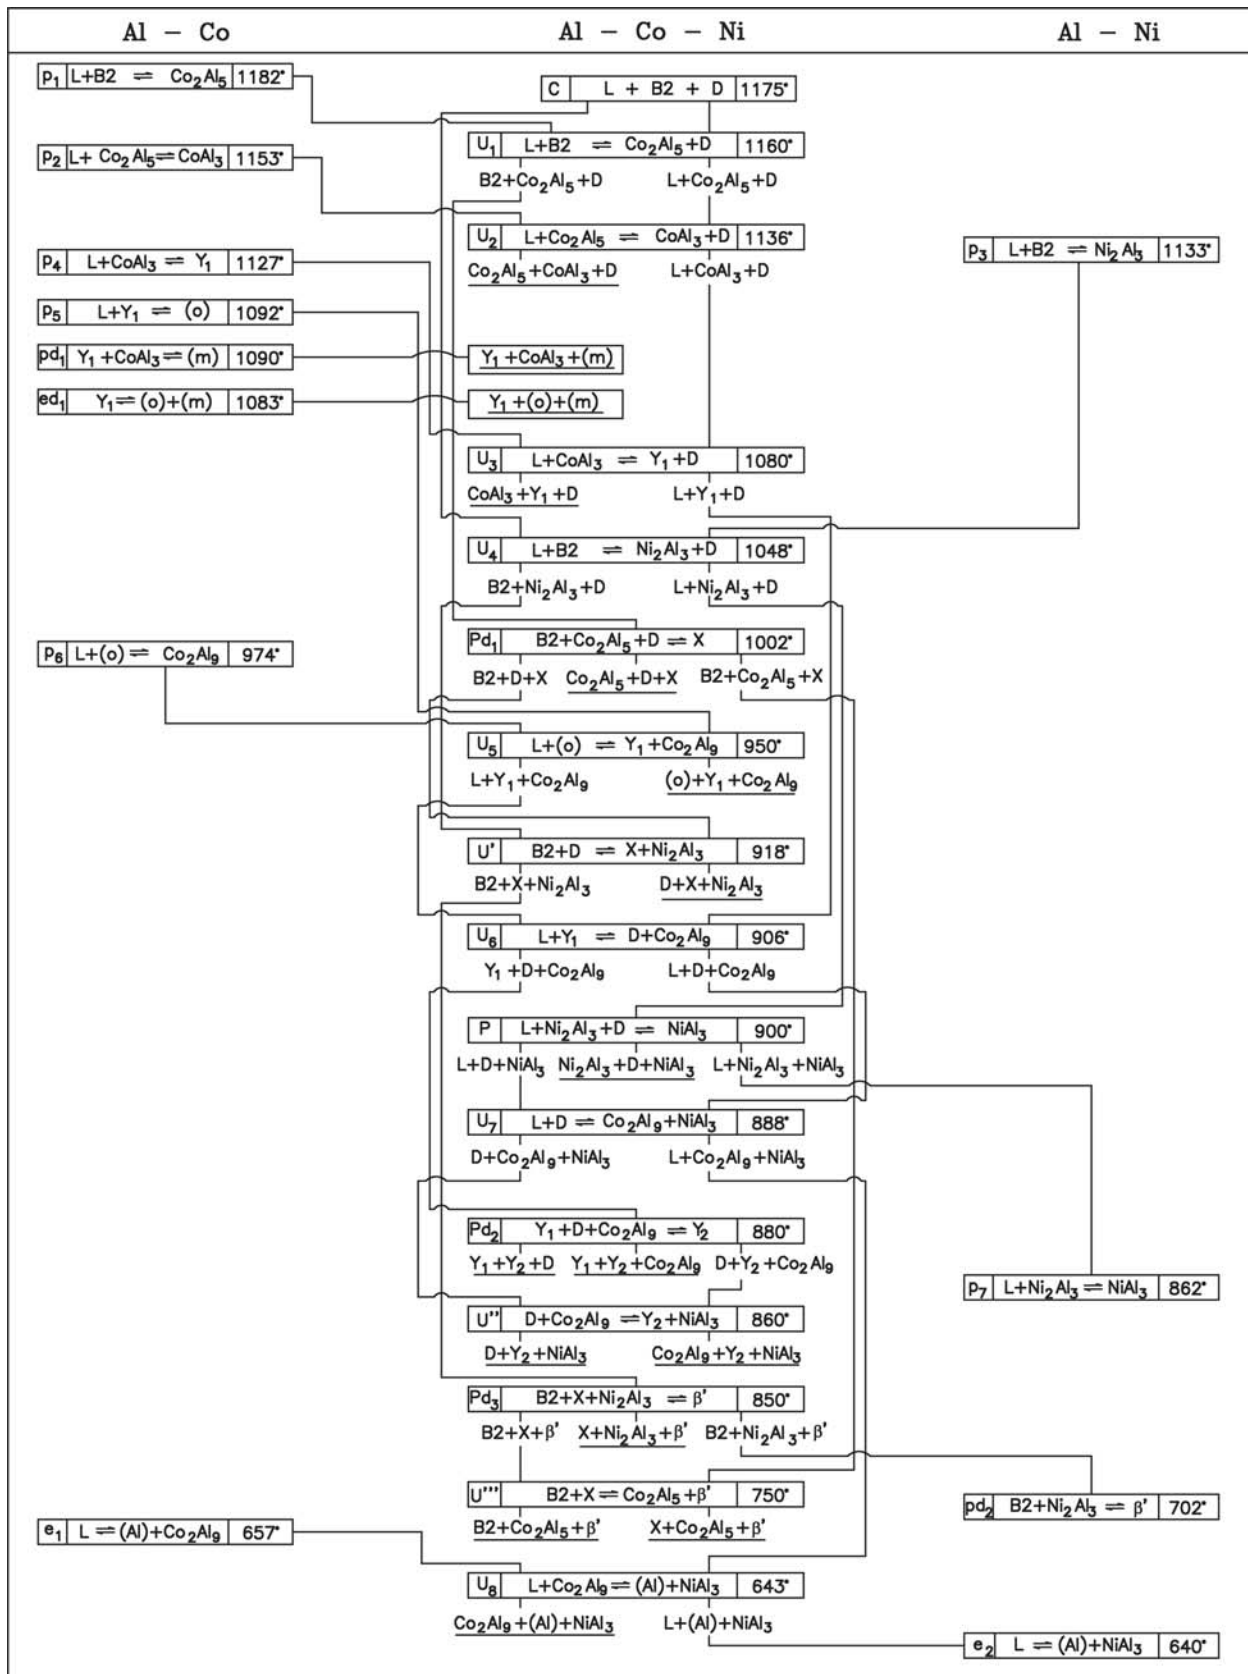 Al – Co Al – Co – Ni Al – Ni
p₁ L+B2 ⇌ Co₂Al₅ 1182°
C L + B2 + D 1175°
U₁ L+B2 ⇌ Co₂Al₅+D 1160°
p₂ L+ Co₂Al₅⇌CoAl₃ 1153°
B2+Co₂Al₅+D L+Co₂Al₅+D
U₂ L+Co₂Al₅ ⇌ CoAl₃+D 1136°
p₃ L+B2 ⇌ Ni₂Al₃ 1133°
p₄ L+CoAl₃ ⇌ Y₁ 1127°
Co₂Al₅+CoAl₃+D L+CoAl₃+D
p₅ L+Y₁ ⇌ (o) 1092°
pd₁ Y₁+CoAl₃⇌(m) 1090°
Y₁+CoAl₃+(m)
ed₁ Y₁⇌(o)+(m) 1083°
Y₁+(o)+(m)
U₃ L+CoAl₃ ⇌ Y₁+D 1080°
CoAl₃+Y₁+D L+Y₁+D
U₄ L+B2 ⇌ Ni₂Al₃+D 1048°
B2+Ni₂Al₃+D L+Ni₂Al₃+D
Pd₁ B2+Co₂Al₅+D⇌X 1002°
p₆ L+(o)⇌ Co₂Al₉ 974°
B2+D+X Co₂Al₅+D+X B2+Co₂Al₅+X
U₅ L+(o) ⇌ Y₁+Co₂Al₉ 950°
L+Y₁+Co₂Al₉ (o)+Y₁+Co₂Al₉
U' B2+D ⇌ X+Ni₂Al₃ 918°
B2+X+Ni₂Al₃ D+X+Ni₂Al₃
U₆ L+Y₁ ⇌ D+Co₂Al₉ 906°
Y₁+D+Co₂Al₉ L+D+Co₂Al₉
P L+Ni₂Al₃+D ⇌ NiAl₃ 900°
L+D+NiAl₃ Ni₂Al₃+D+NiAl₃ L+Ni₂Al₃+NiAl₃
U₇ L+D⇌Co₂Al₉+NiAl₃ 888°
D+Co₂Al₉+NiAl₃ L+Co₂Al₉+NiAl₃
Pd₂ Y₁+D+Co₂Al₉⇌Y₂ 880°
Y₁+Y₂+D Y₁+Y₂+Co₂Al₉ D+Y₂+Co₂Al₉
p₇ L+Ni₂Al₃⇌NiAl₃ 862°
U'' D+Co₂Al₉⇌Y₂+NiAl₃ 860°
D+Y₂+NiAl₃ Co₂Al₉+Y₂+NiAl₃
Pd₃ B2+X+Ni₂Al₃ ⇌β' 850°
B2+X+β' X+Ni₂Al₃+β' B2+Ni₂Al₃+β'
U''' B2+X⇌Co₂Al₅+β' 750°
pd₂ B2+Ni₂Al₃⇌β' 702°
B2+Co₂Al₅+β' X+Co₂Al₅+β'
e₁ L⇌(Al)+Co₂Al₉ 657°
U₈ L+Co₂Al₉⇌(Al)+NiAl₃ 643°
Co₂Al₉+(Al)+NiAl₃ L+(Al)+NiAl₃
e₂ L ⇌(Al)+NiAl₃ 640°